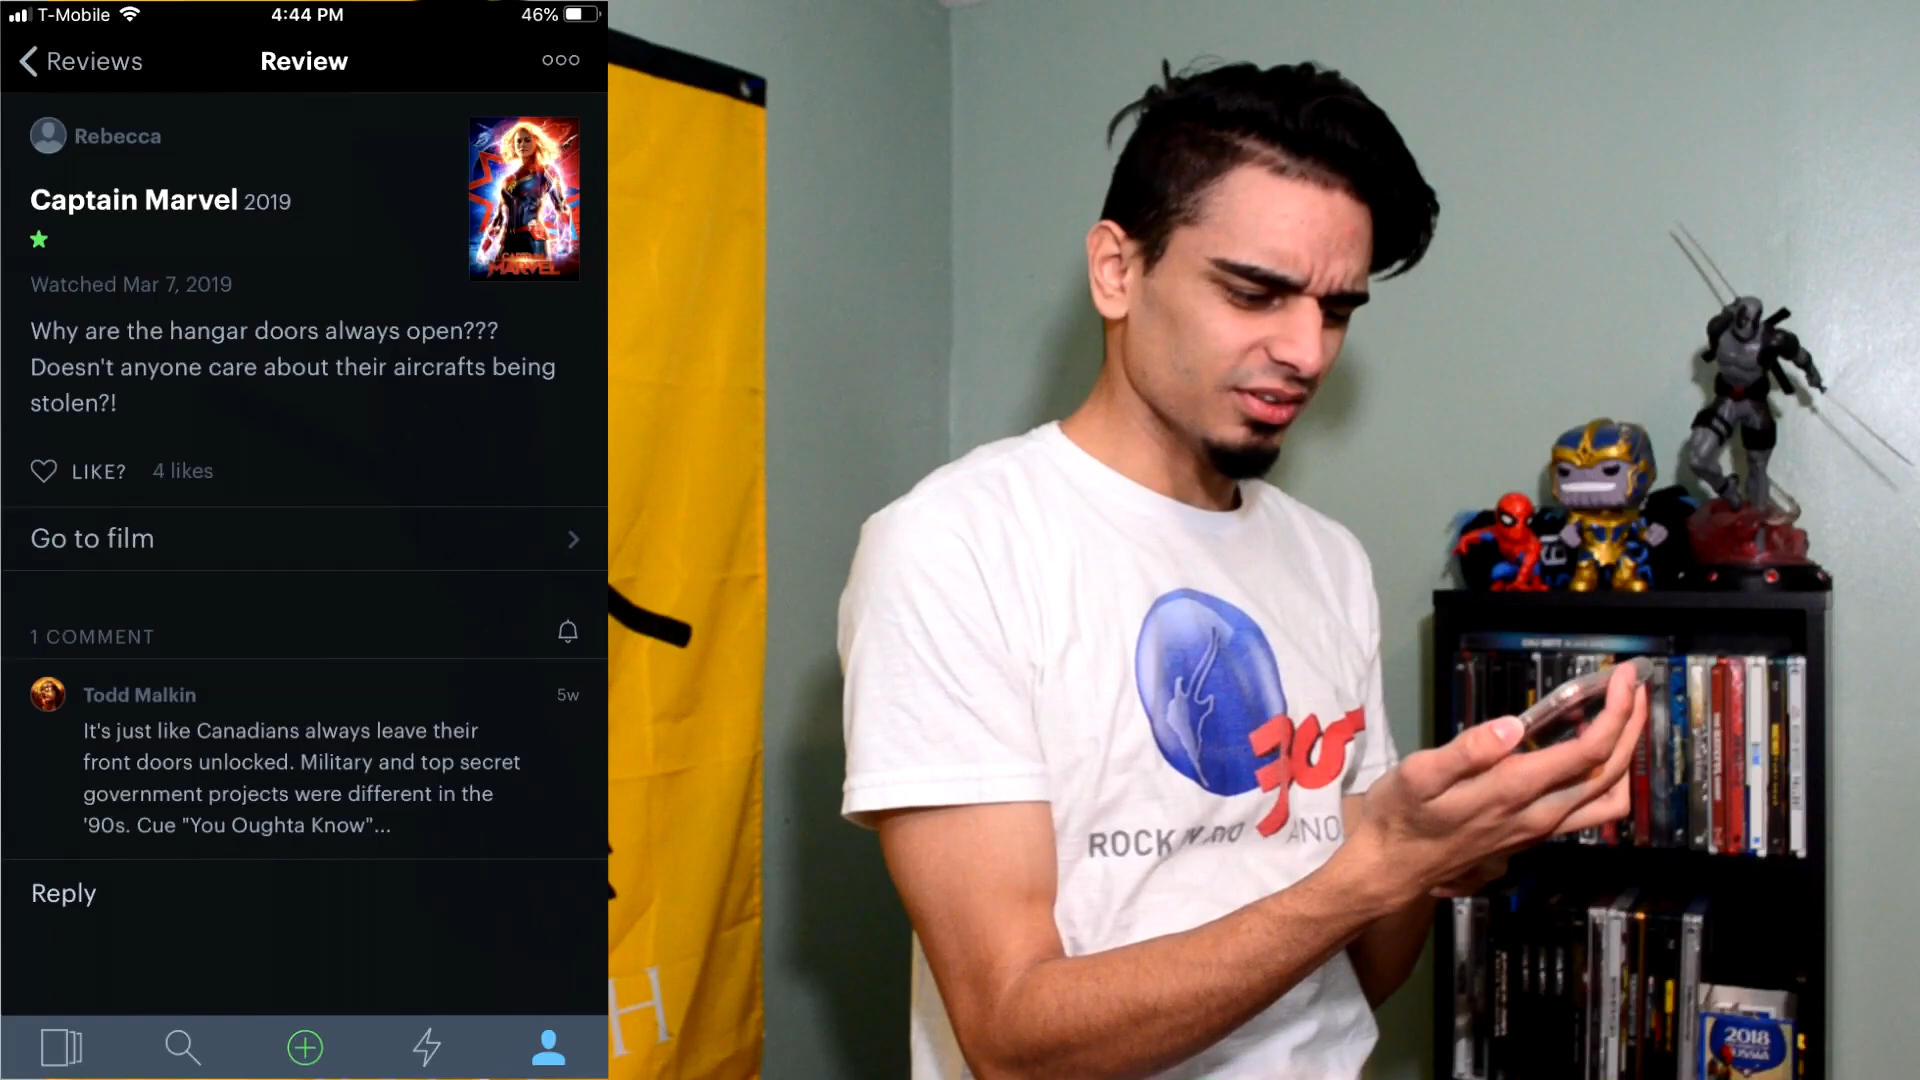 T-Mobile 4:44 PM 46%
Reviews Review
Rebecca
Captain Marvel 2019
Watched Mar 7, 2019
Why are the hangar doors always open???
Doesn't anyone care about their aircrafts being
stolen?!
LIKE? 4 likes
Go to film
1 COMMENT
Todd Malkin 5w
It's just like Canadians always leave their
front doors unlocked. Military and top secret
government projects were different in the
'90s. Cue "You Oughta Know"...
Reply
MARVEL
30
ROCK
ANO
H
2018